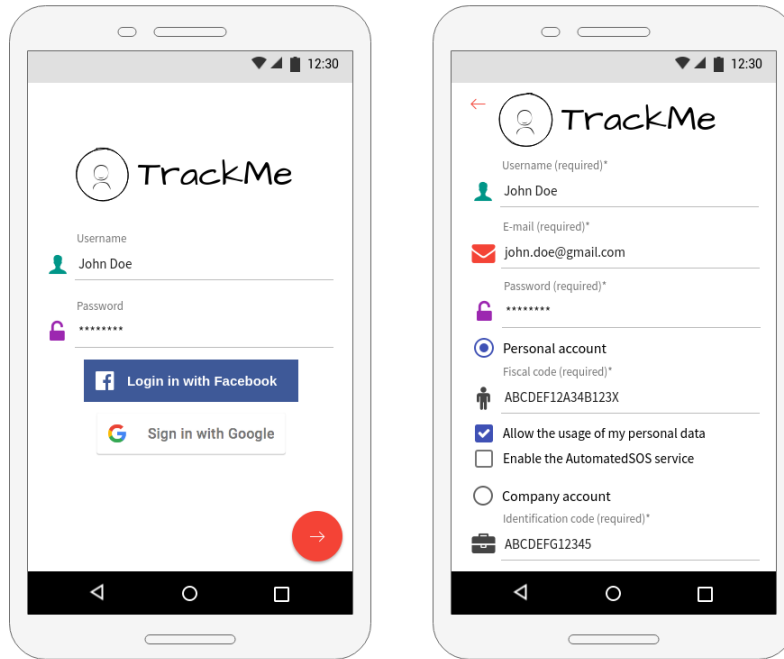 12:30
TrackMe
Username
John Doe
Password
********
Login in with Facebook
Sign in with Google
12:30
TrackMe
Username (required)*
John Doe
E-mail (required)*
john.doe@gmail.com
Password (required)*
********
Personal account
Fiscal code (required)*
ABCDEF12A34B123X
Allow the usage of my personal data
Enable the AutomatedSOS service
Company account
Identification code (required)*
ABCDEFG12345